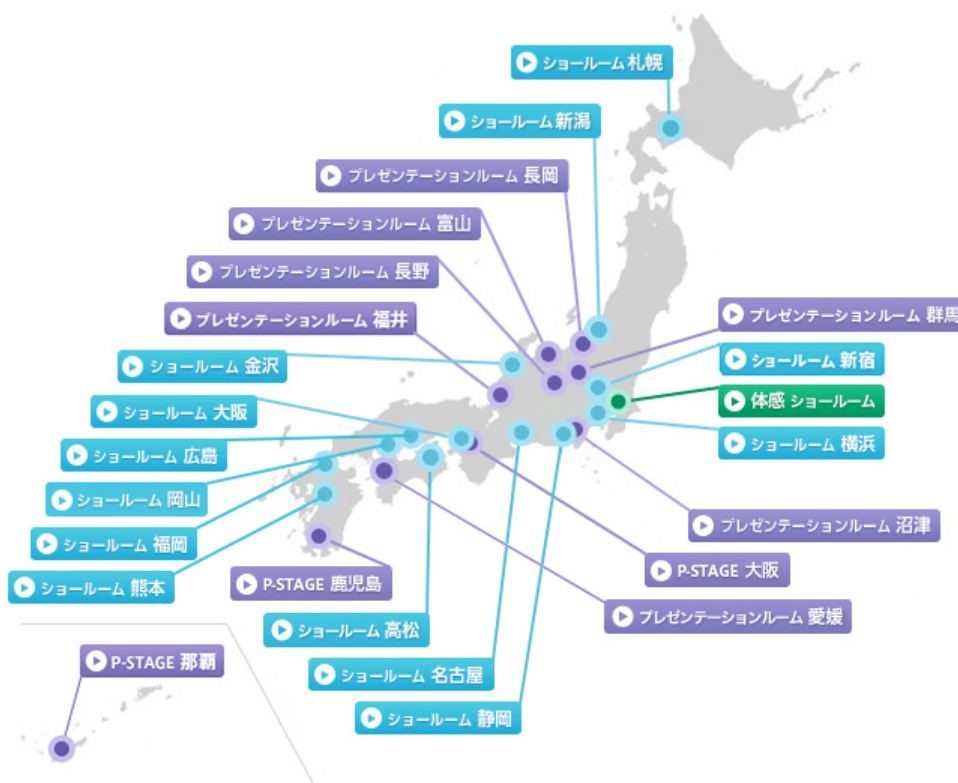 ショールーム 札幌
ショールーム 新潟
プレゼンテーションルーム 長岡
プレゼンテーションルーム 富山
プレゼンテーションルーム 長野
プレゼンテーションルーム 福井
プレゼンテーションルーム 群馬
ショールーム 金沢
ショールーム 新宿
体感 ショールーム
ショールーム 大阪
ショールーム 横浜
ショールーム 広島
ショールーム 岡山
プレゼンテーションルーム 沼津
ショールーム 福岡
P-STAGE 大阪
ショールーム 熊本
P-STAGE 鹿児島
プレゼンテーションルーム 愛媛
ショールーム 高松
P-STAGE 那覇
ショールーム 名古屋
ショールーム 静岡